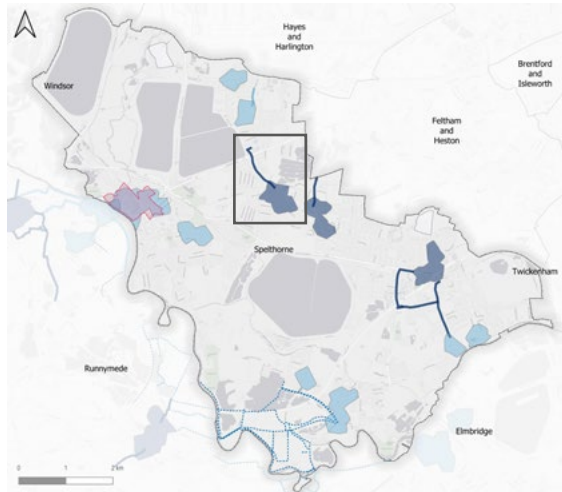 Hayes
and
Harlington
Brentford
and
Isleworth
Windsor
Feltham
and
Heston
Spelthorne
Twickenham
Runnymede
Elmbridge
0 1 2 km